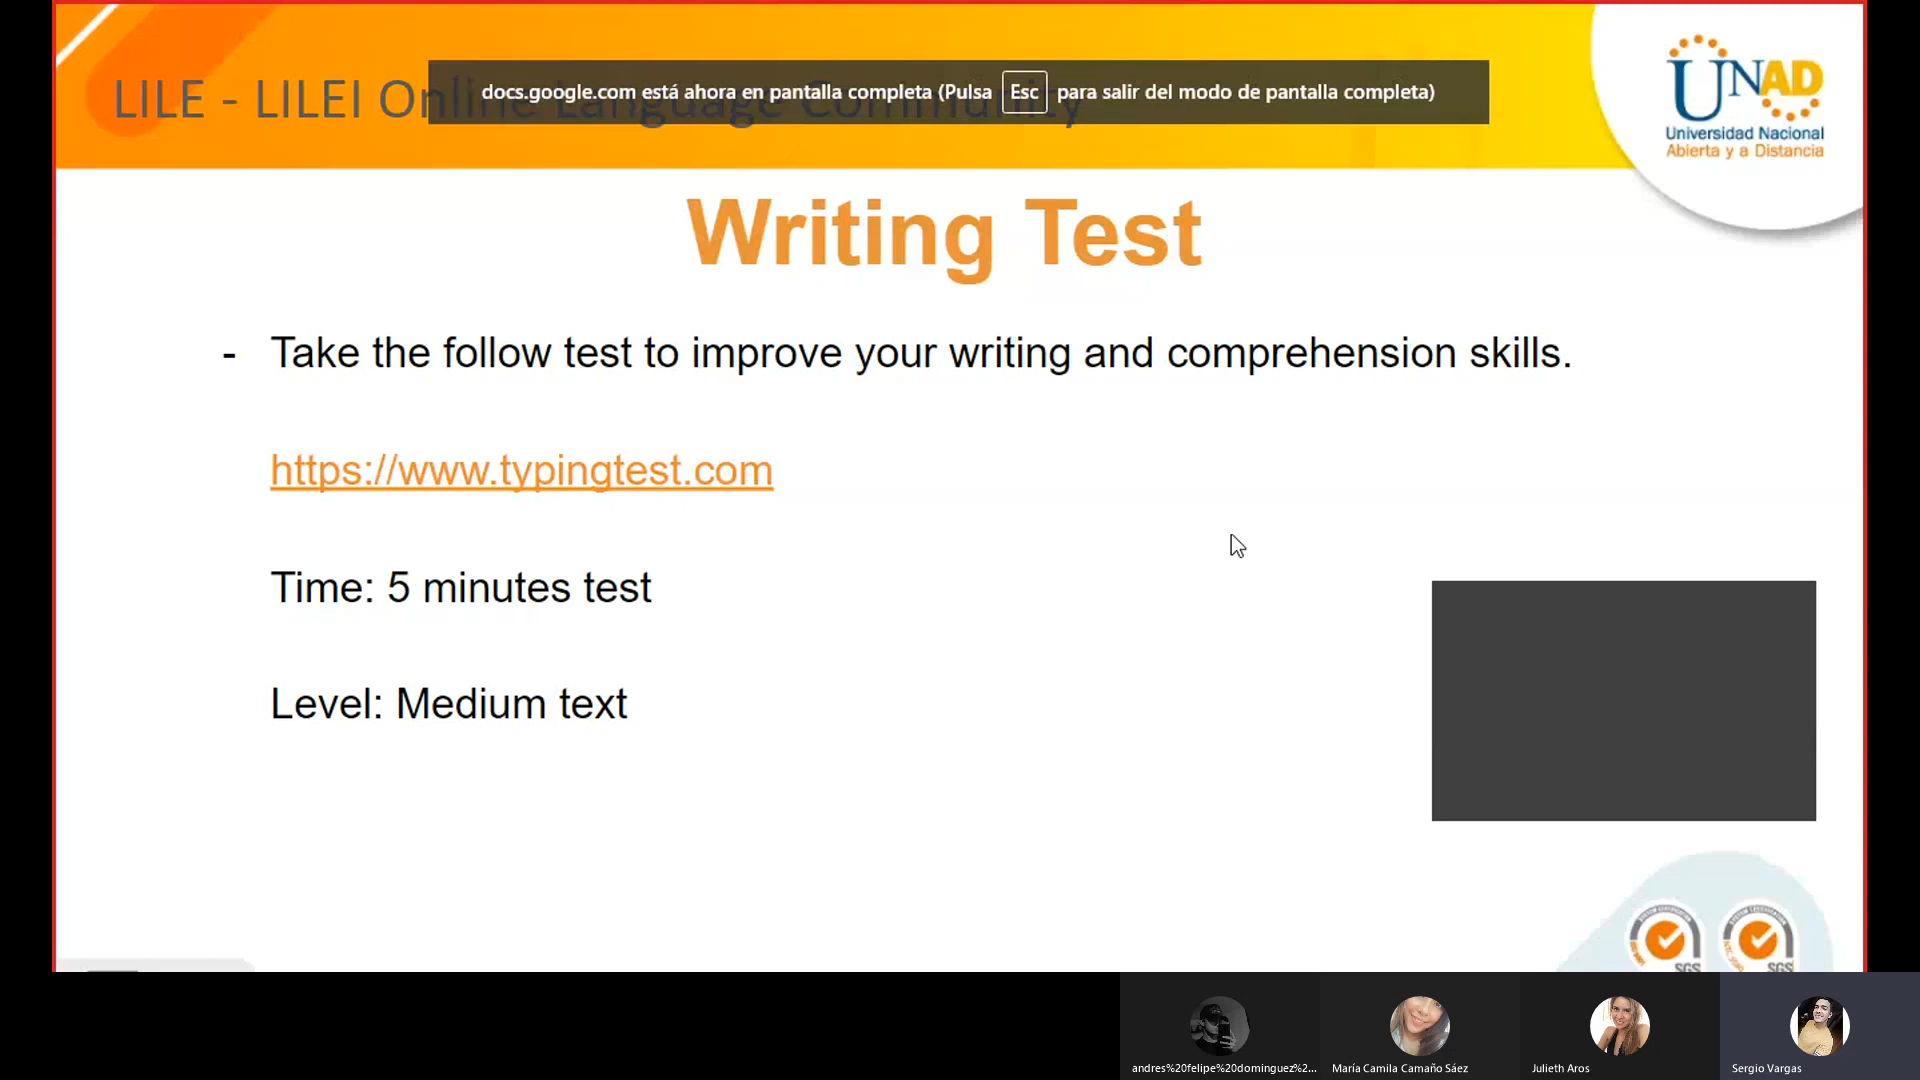 LILE - LILEI Online Language Community
docs.google.com está ahora en pantalla completa (Pulsa Esc para salir del modo de pantalla completa)
UNAD
Universidad Nacional
Abierta y a Distancia
Writing Test
- Take the follow test to improve your writing and comprehension skills.
https://www.typingtest.com
Time: 5 minutes test
Level: Medium text
SGS
SGS
andres%20felipe%20dominguez%2...
María Camila Camaño Sáez
Julieth Aros
Sergio Vargas